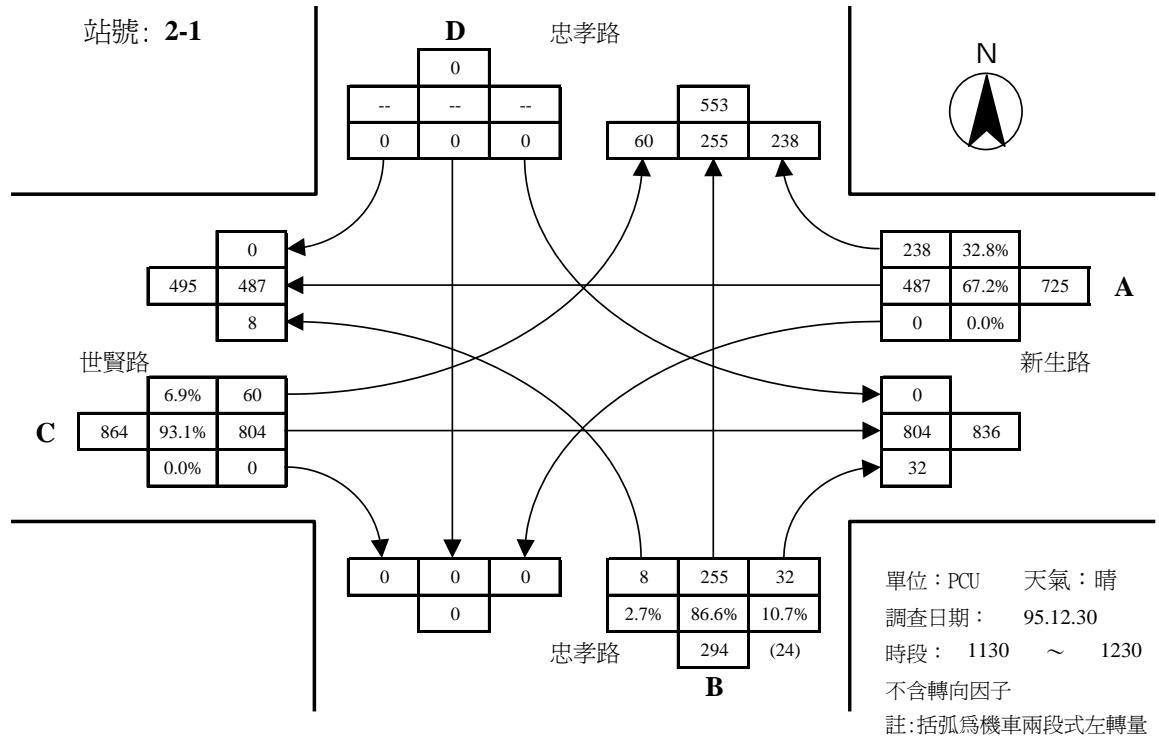 站號: 2-1
D
忠孝路
N
0
-- -- --
0 0 0
553
60 255 238
0
495 487
8
238 32.8%
487 67.2% 725
0 0.0%
A
世賢路
新生路
6.9% 60
864 93.1% 804
0.0% 0
C
0
804 836
32
0 0 0
0
8 255 32
2.7% 86.6% 10.7%
294 (24)
忠孝路
B
單位：PCU 天氣：晴
調查日期： 95.12.30
時段： 1130 ～ 1230
不含轉向因子
註:括弧為機車兩段式左轉量